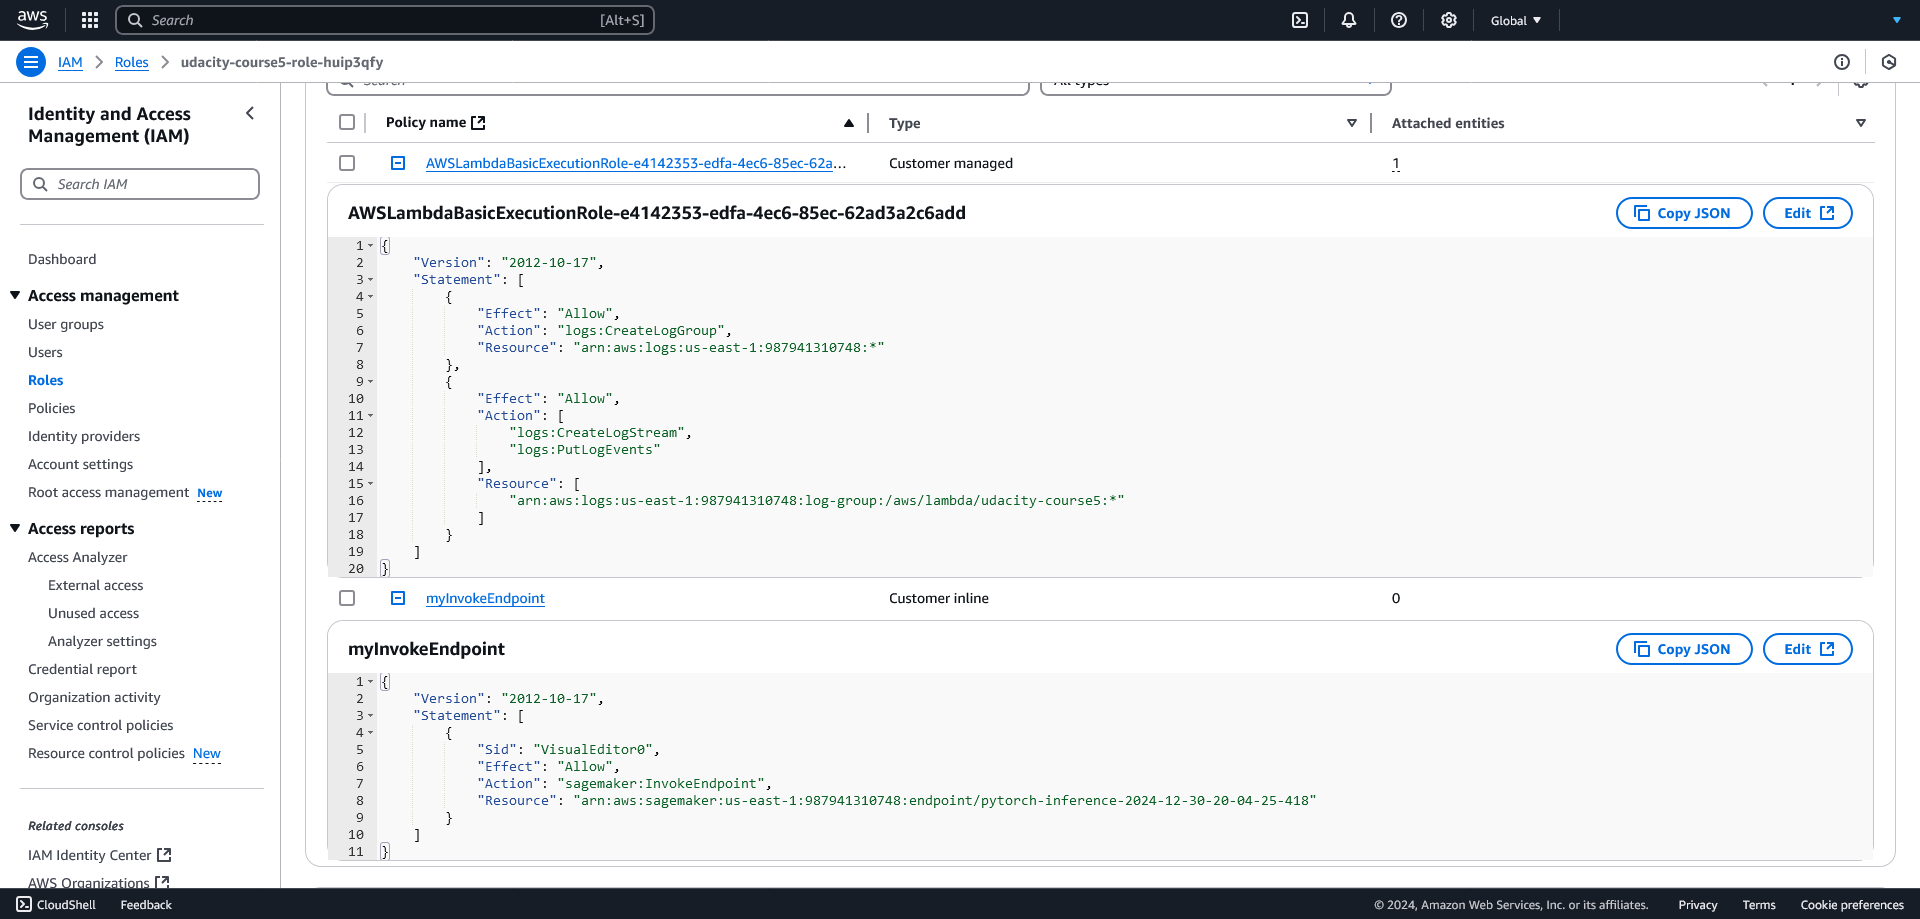 aws
Search
[Alt+S]
Global
IAM
Roles
udacity-course5-role-huip3qfy
Identity and Access
Management (IAM)
Search IAM
Dashboard
Access management
User groups
Users
Roles
Policies
Identity providers
Account settings
Root access management New
Access reports
Access Analyzer
External access
Unused access
Analyzer settings
Credential report
Organization activity
Service control policies
Resource control policies New
Related consoles
IAM Identity Center
AWS Organizations
Search
All types
Policy name
Type
Attached entities
AWSLambdaBasicExecutionRole-e4142353-edfa-4ec6-85ec-62a...
Customer managed
1
AWSLambdaBasicExecutionRole-e4142353-edfa-4ec6-85ec-62ad3a2c6add
Copy JSON
Edit
1 {
2 "Version": "2012-10-17",
3 "Statement": [
4 {
5 "Effect": "Allow",
6 "Action": "logs:CreateLogGroup",
7 "Resource": "arn:aws:logs:us-east-1:987941310748:*"
8 },
9 {
10 "Effect": "Allow",
11 "Action": [
12 "logs:CreateLogStream",
13 "logs:PutLogEvents"
14 ],
15 "Resource": [
16 "arn:aws:logs:us-east-1:987941310748:log-group:/aws/lambda/udacity-course5:*"
17 ]
18 }
19 ]
20 }
myInvokeEndpoint
Customer inline
0
myInvokeEndpoint
Copy JSON
Edit
1 {
2 "Version": "2012-10-17",
3 "Statement": [
4 {
5 "Sid": "VisualEditor0",
6 "Effect": "Allow",
7 "Action": "sagemaker:InvokeEndpoint",
8 "Resource": "arn:aws:sagemaker:us-east-1:987941310748:endpoint/pytorch-inference-2024-12-30-20-04-25-418"
9 }
10 ]
11 }
CloudShell
Feedback
© 2024, Amazon Web Services, Inc. or its affiliates.
Privacy
Terms
Cookie preferences